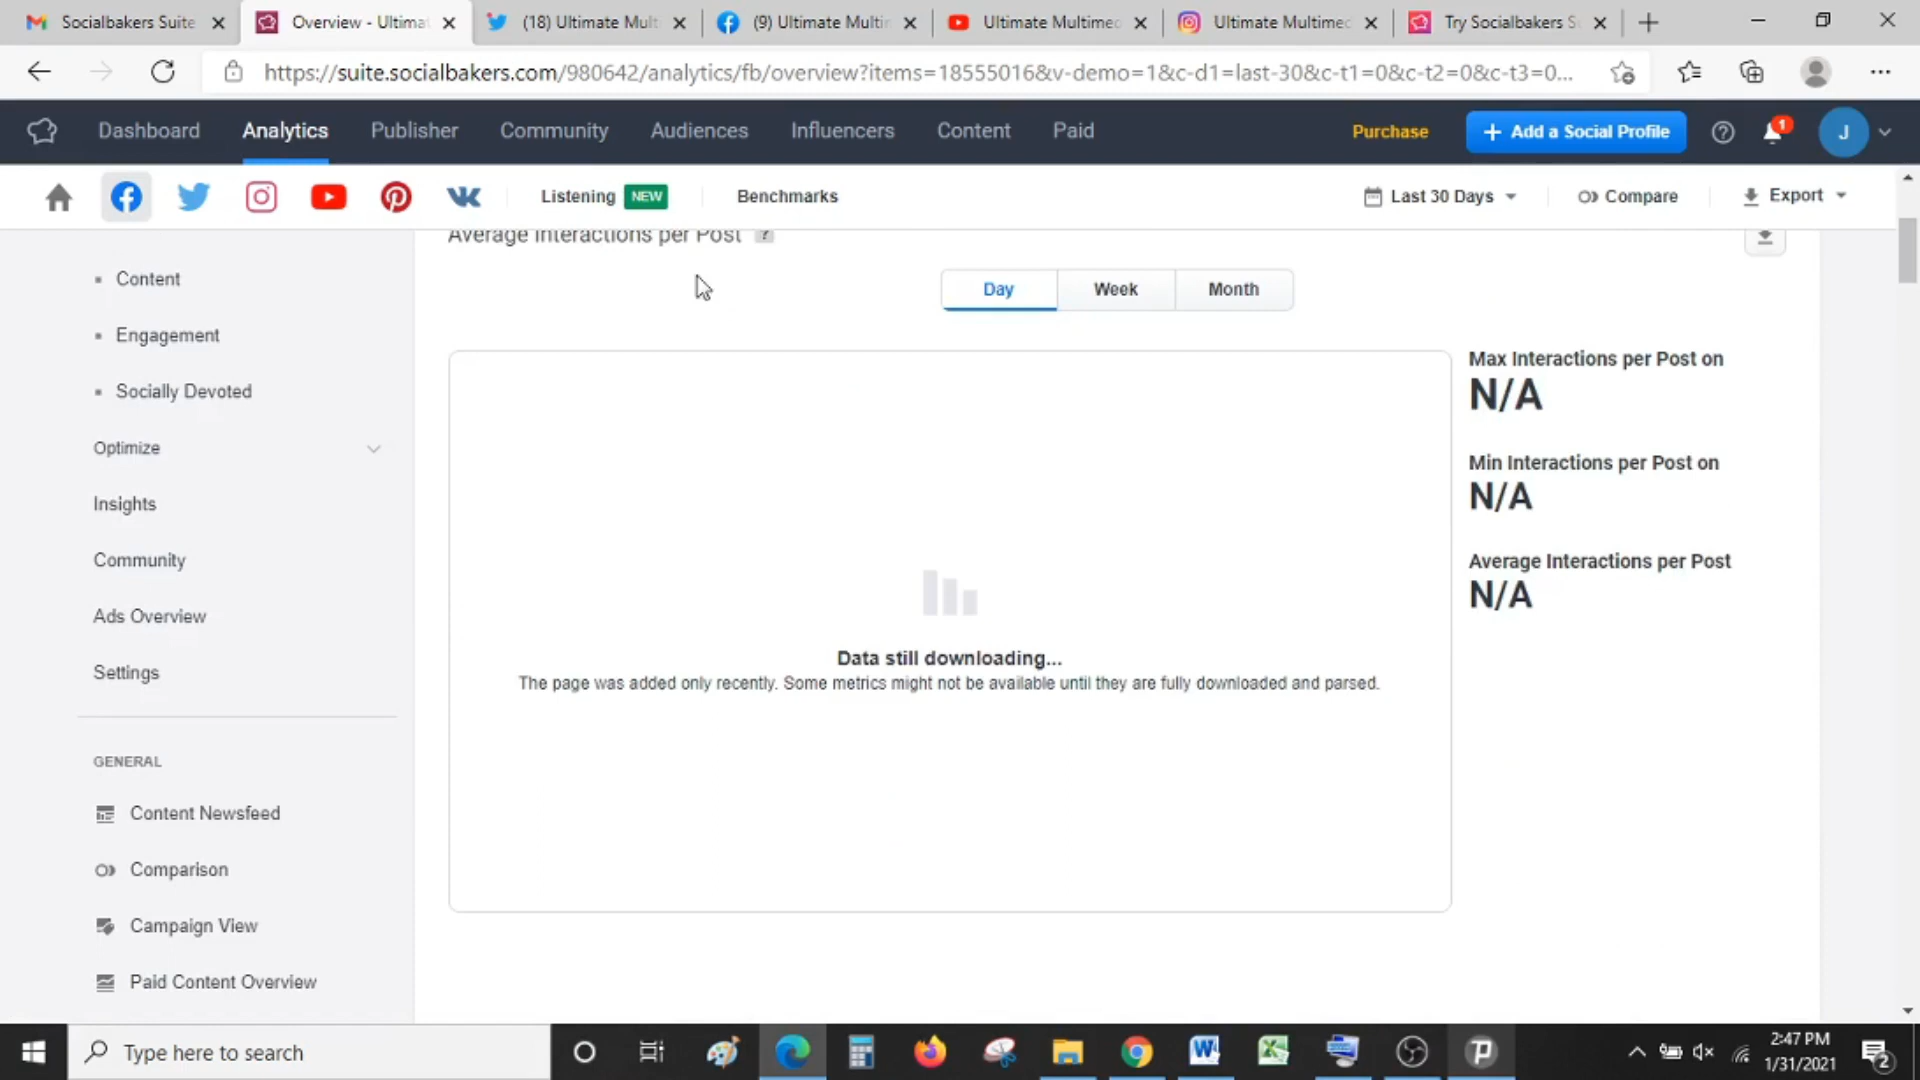 Socialbakers Suite
Overview - Ultimat
(18) Ultimate Mult
(9) Ultimate Multin
Ultimate Multimed
Ultimate Multimed
Try Socialbakers S
https://suite.socialbakers.com/980642/analytics/fb/overview?items=18555016&v-demo=1&c-d1=last-30&c-t1=0&c-t2=0&c-t3=0...
Dashboard
Analytics
Publisher
Community
Audiences
Influencers
Content
Paid
Purchase
+ Add a Social Profile
1
J
Listening NEW
Benchmarks
Last 30 Days
Compare
Export
Average Interactions per Post ?
Day
Week
Month
Content
Engagement
Socially Devoted
Optimize
Insights
Community
Ads Overview
Settings
GENERAL
Content Newsfeed
Comparison
Campaign View
Paid Content Overview
Data still downloading...
The page was added only recently. Some metrics might not be available until they are fully downloaded and parsed.
Max Interactions per Post on
N/A
Min Interactions per Post on
N/A
Average Interactions per Post
N/A
Type here to search
2:47 PM
1/31/2021
2